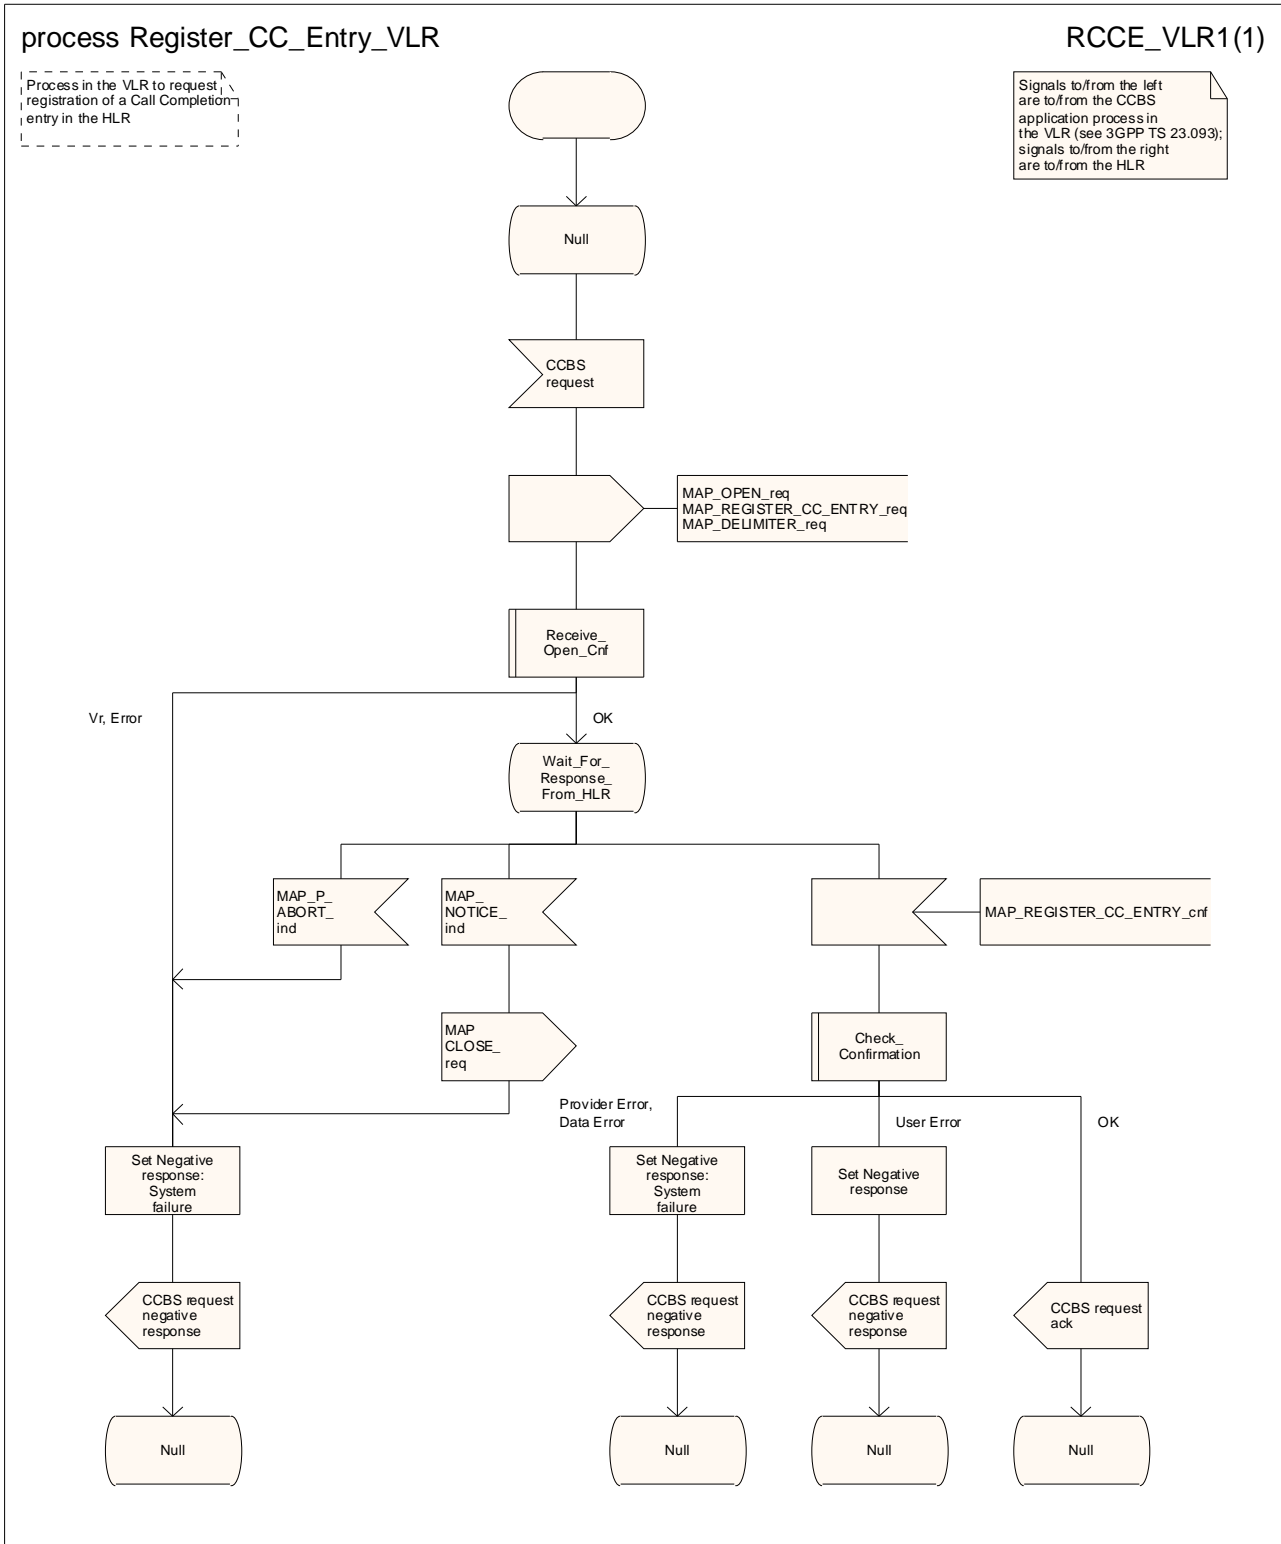 process Register_CC_Entry_VLR
RCCE_VLR1(1)
Process in the VLR to request
registration of a Call Completion
entry in the HLR
Signals to/from the left
are to/from the CCBS
application process in
the VLR (see 3GPP TS 23.093);
signals to/from the right
are to/from the HLR
Null
CCBS
request
MAP_OPEN_req
MAP_REGISTER_CC_ENTRY_req
MAP_DELIMITER_req
Receive_
Open_Cnf
Vr, Error
OK
Wait_For_
Response_
From_HLR
MAP_P_
ABORT_
ind
MAP_
NOTICE_
ind
MAP_REGISTER_CC_ENTRY_cnf
MAP
CLOSE_
req
Check_
Confirmation
Provider Error,
Data Error
User Error
OK
Set Negative
response:
System
failure
Set Negative
response:
System
failure
Set Negative
response
CCBS request
negative
response
CCBS request
negative
response
CCBS request
negative
response
CCBS request
ack
Null
Null
Null
Null